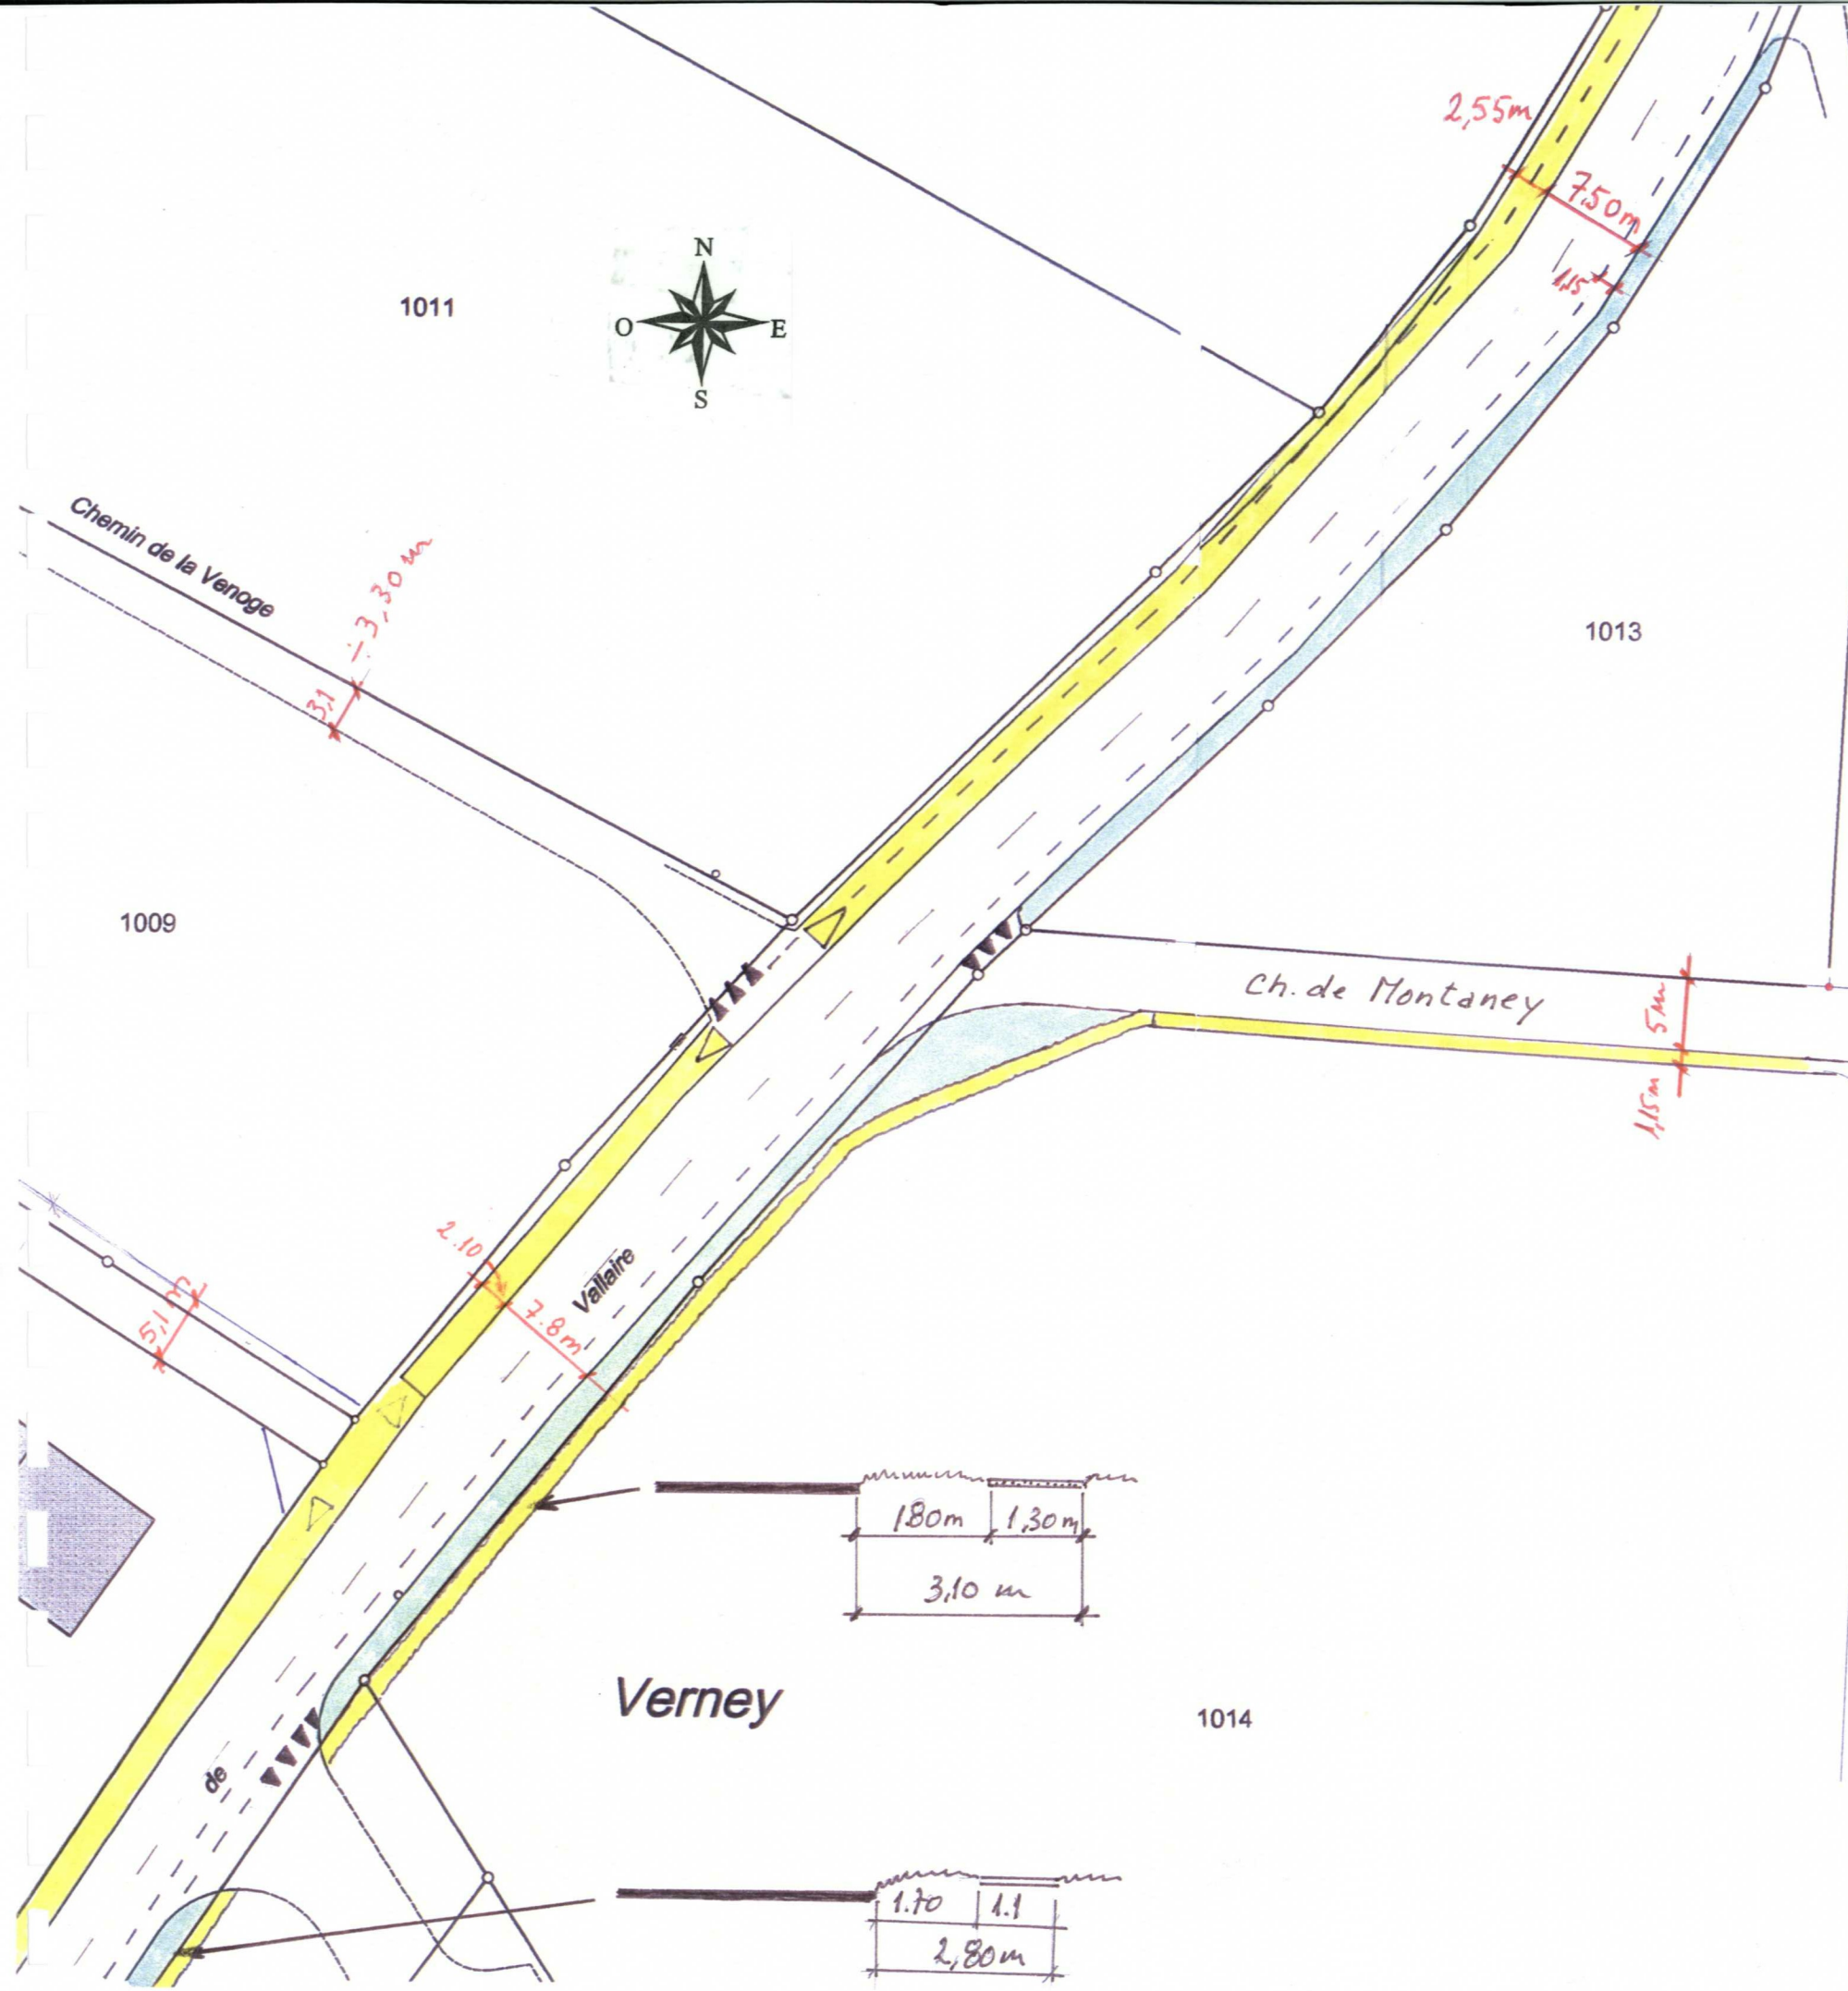 2,55m
7.50m
1,15
N
O
E
S
1011
Chemin de la Venoge
3,1 ÷ 3,30 m
1013
1009
Ch. de Montaney
5m
1,15m
2.10
7.8m
Vallaire
5,1 m
1.80m
1,30m
3,10 m
Verney
1014
de
1.70
1.1
2,80m